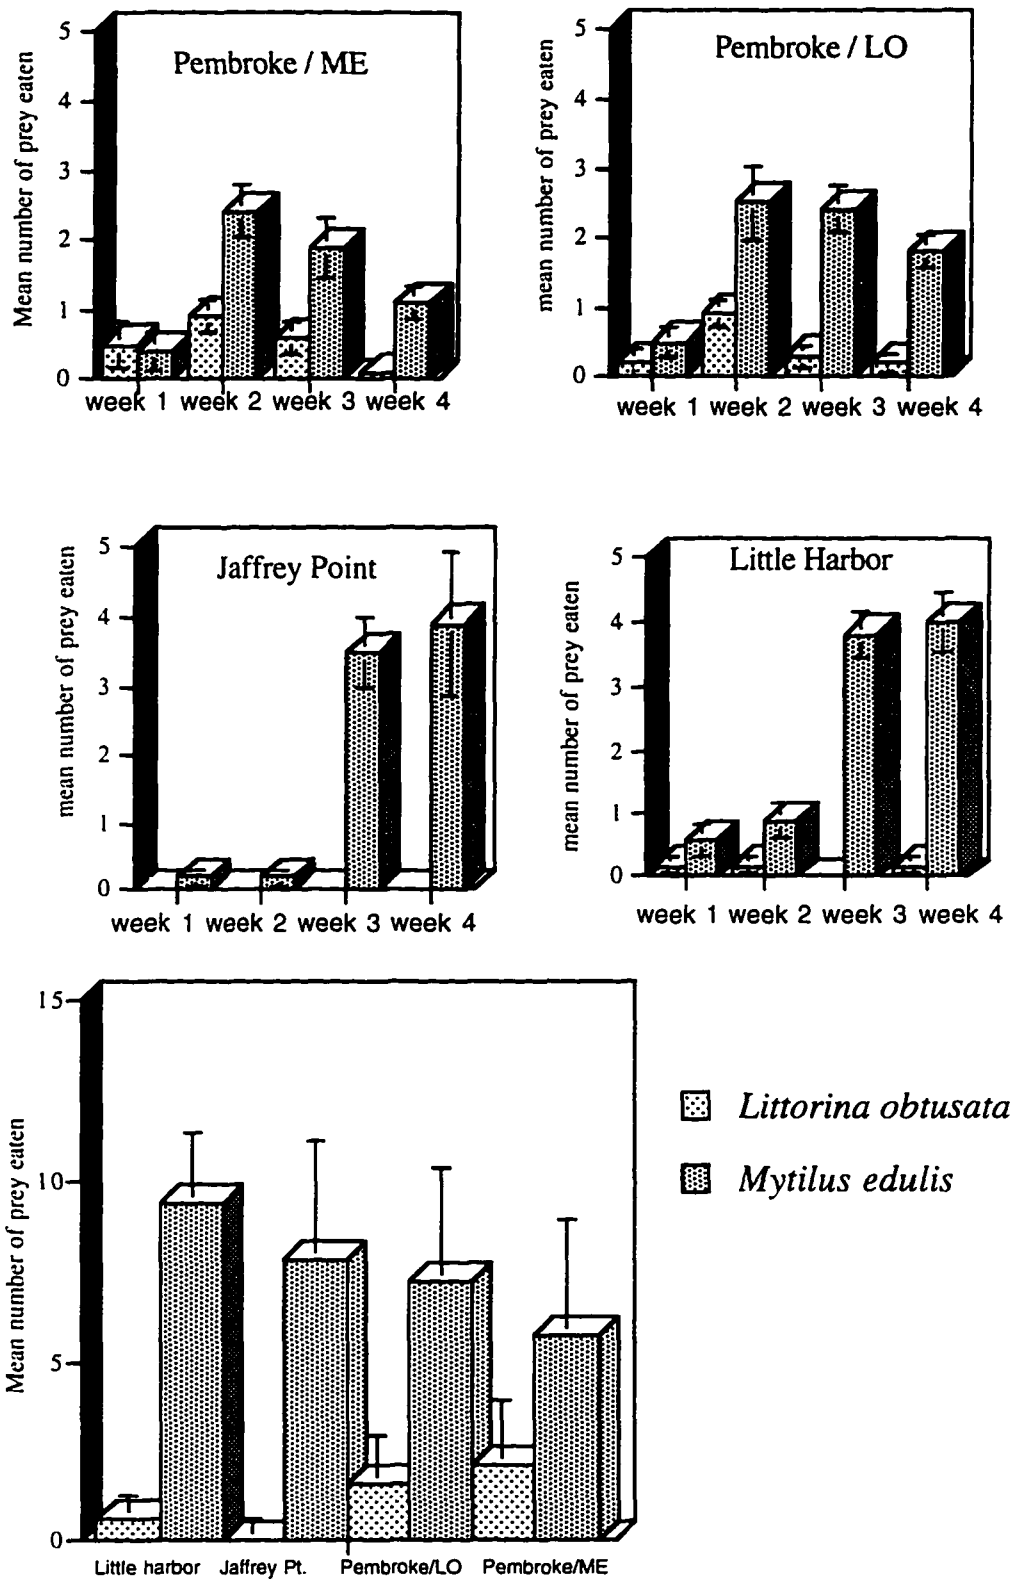 Pembroke / ME
Mean number of prey eaten
5
4
3
2
1
0
week 1 week 2 week 3 week 4
Pembroke / LO
mean number of prey eaten
5
4
3
2
1
0
week 1 week 2 week 3 week 4
Jaffrey Point
mean number of prey eaten
5
4
3
2
1
0
week 1 week 2 week 3 week 4
Little Harbor
mean number of prey eaten
5
4
3
2
1
0
week 1 week 2 week 3 week 4
Mean number of prey eaten
15
10
5
0
Little harbor Jaffrey Pt. Pembroke/LO Pembroke/ME
Littorina obtusata
Mytilus edulis